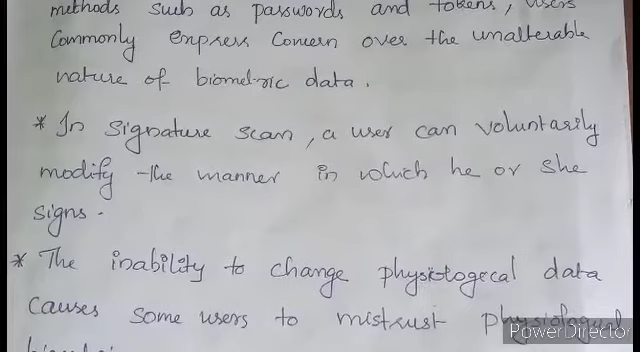 methods such as passwords and tokens, users
Commonly express Concern over the unalterable
nature of biometric data.
* In signature scan, a user can voluntarily
modify the manner in which he or she
signs.
* The inability to change physiological data
Causes some users to mistrust physiological
PowerDirector